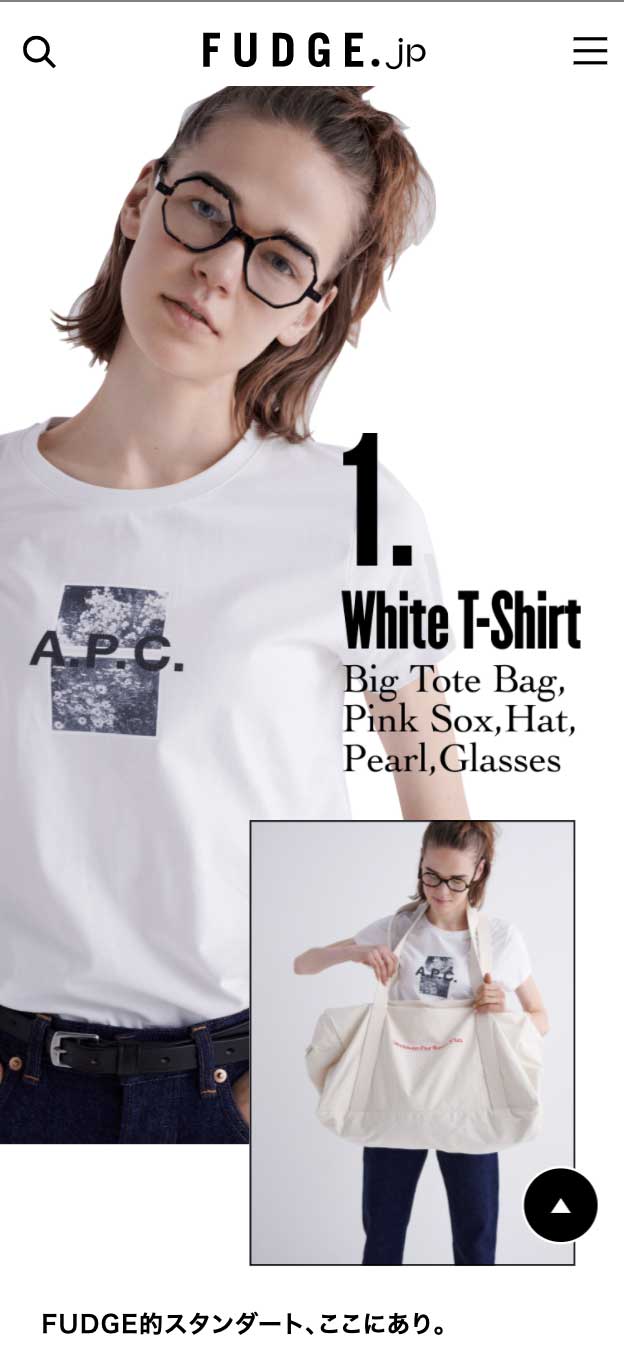 FUDGE.jp
A.P.C.
1.
White T-Shirt
Big Tote Bag,
Pink Sox,Hat,
Pearl,Glasses
A.P.C.
FUDGE的スタンダート、ここにあり。